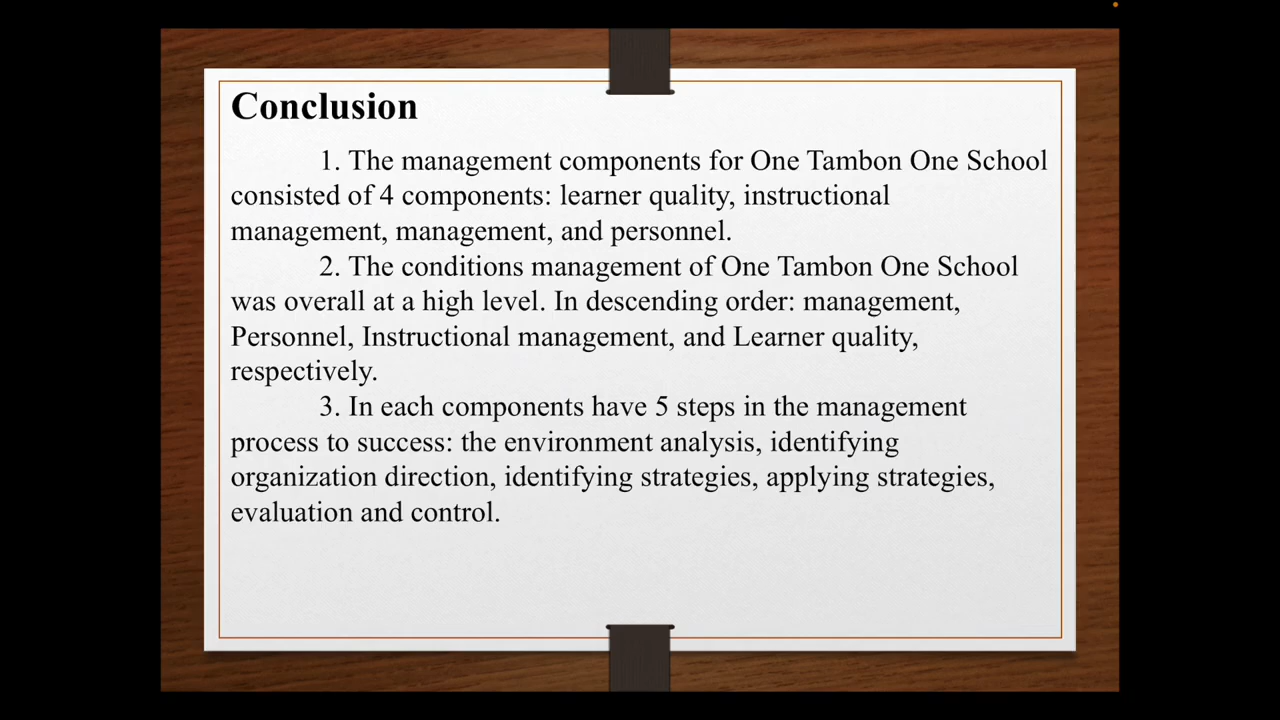 Conclusion
1. The management components for One Tambon One School
consisted of 4 components: learner quality, instructional
management, management, and personnel.
2. The conditions management of One Tambon One School
was overall at a high level. In descending order: management,
Personnel, Instructional management, and Learner quality,
respectively.
3. In each components have 5 steps in the management
process to success: the environment analysis, identifying
organization direction, identifying strategies, applying strategies,
evaluation and control.